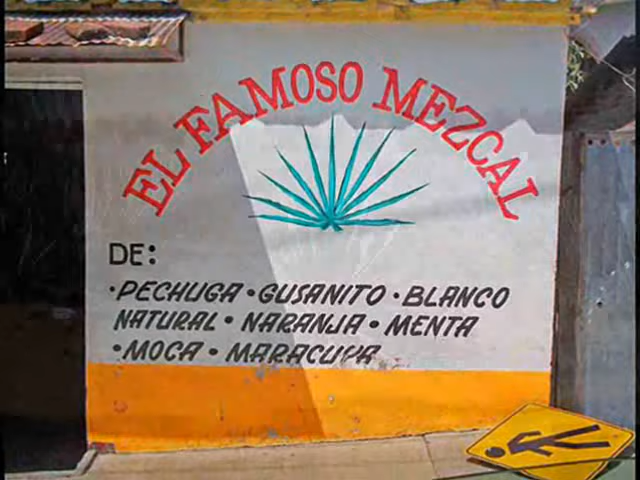 EL FAMOSO MEZCAL
DE:
•PECHUGA•GUSANITO•BLANCO
NATURAL•NARANJA•MENTA
•MOCA•MARACUYA